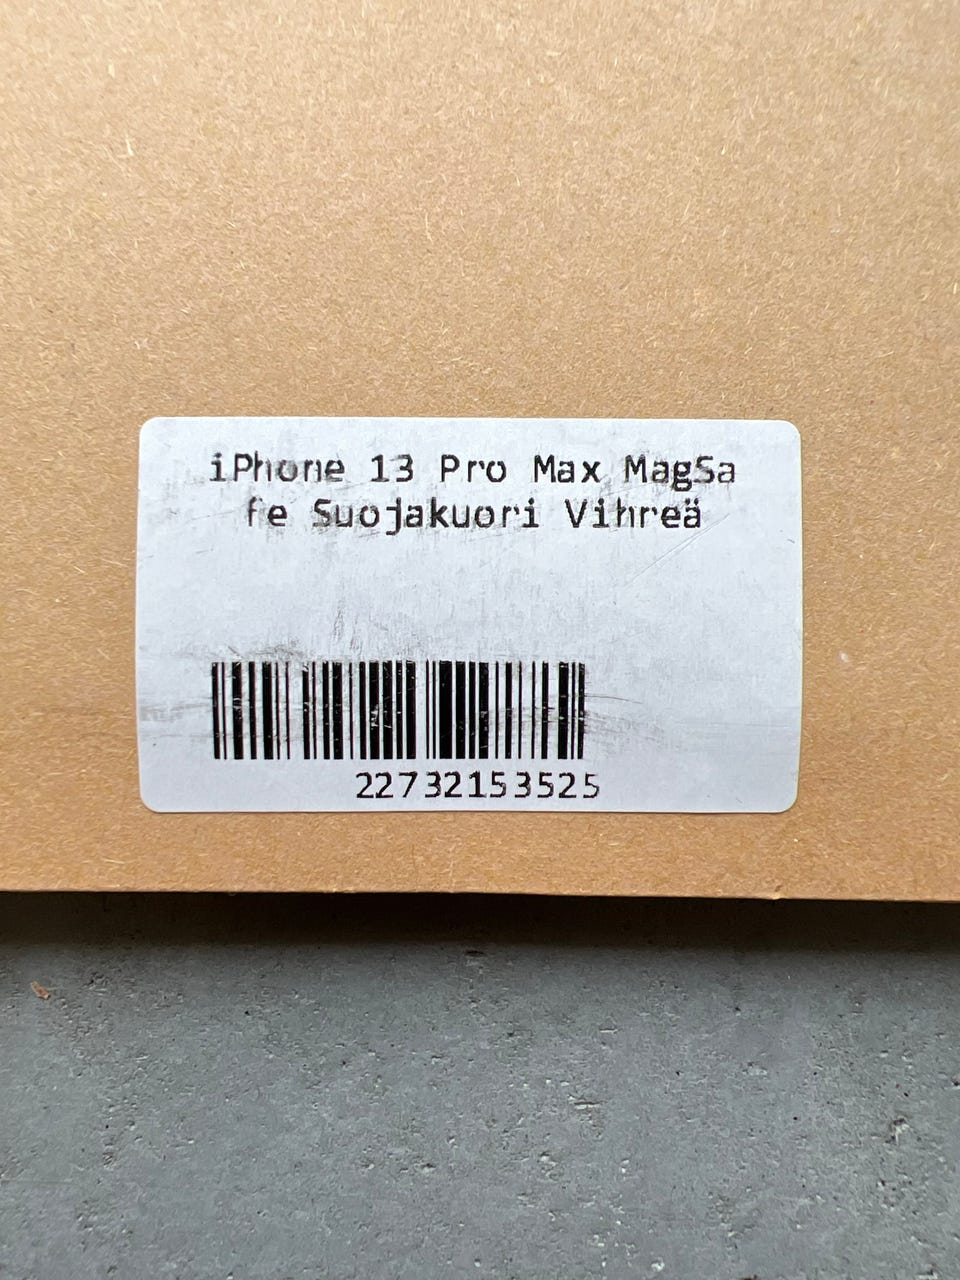 iPhone 13 Pro Max MagSa
fe Suojakuori Vihreä
22732153525